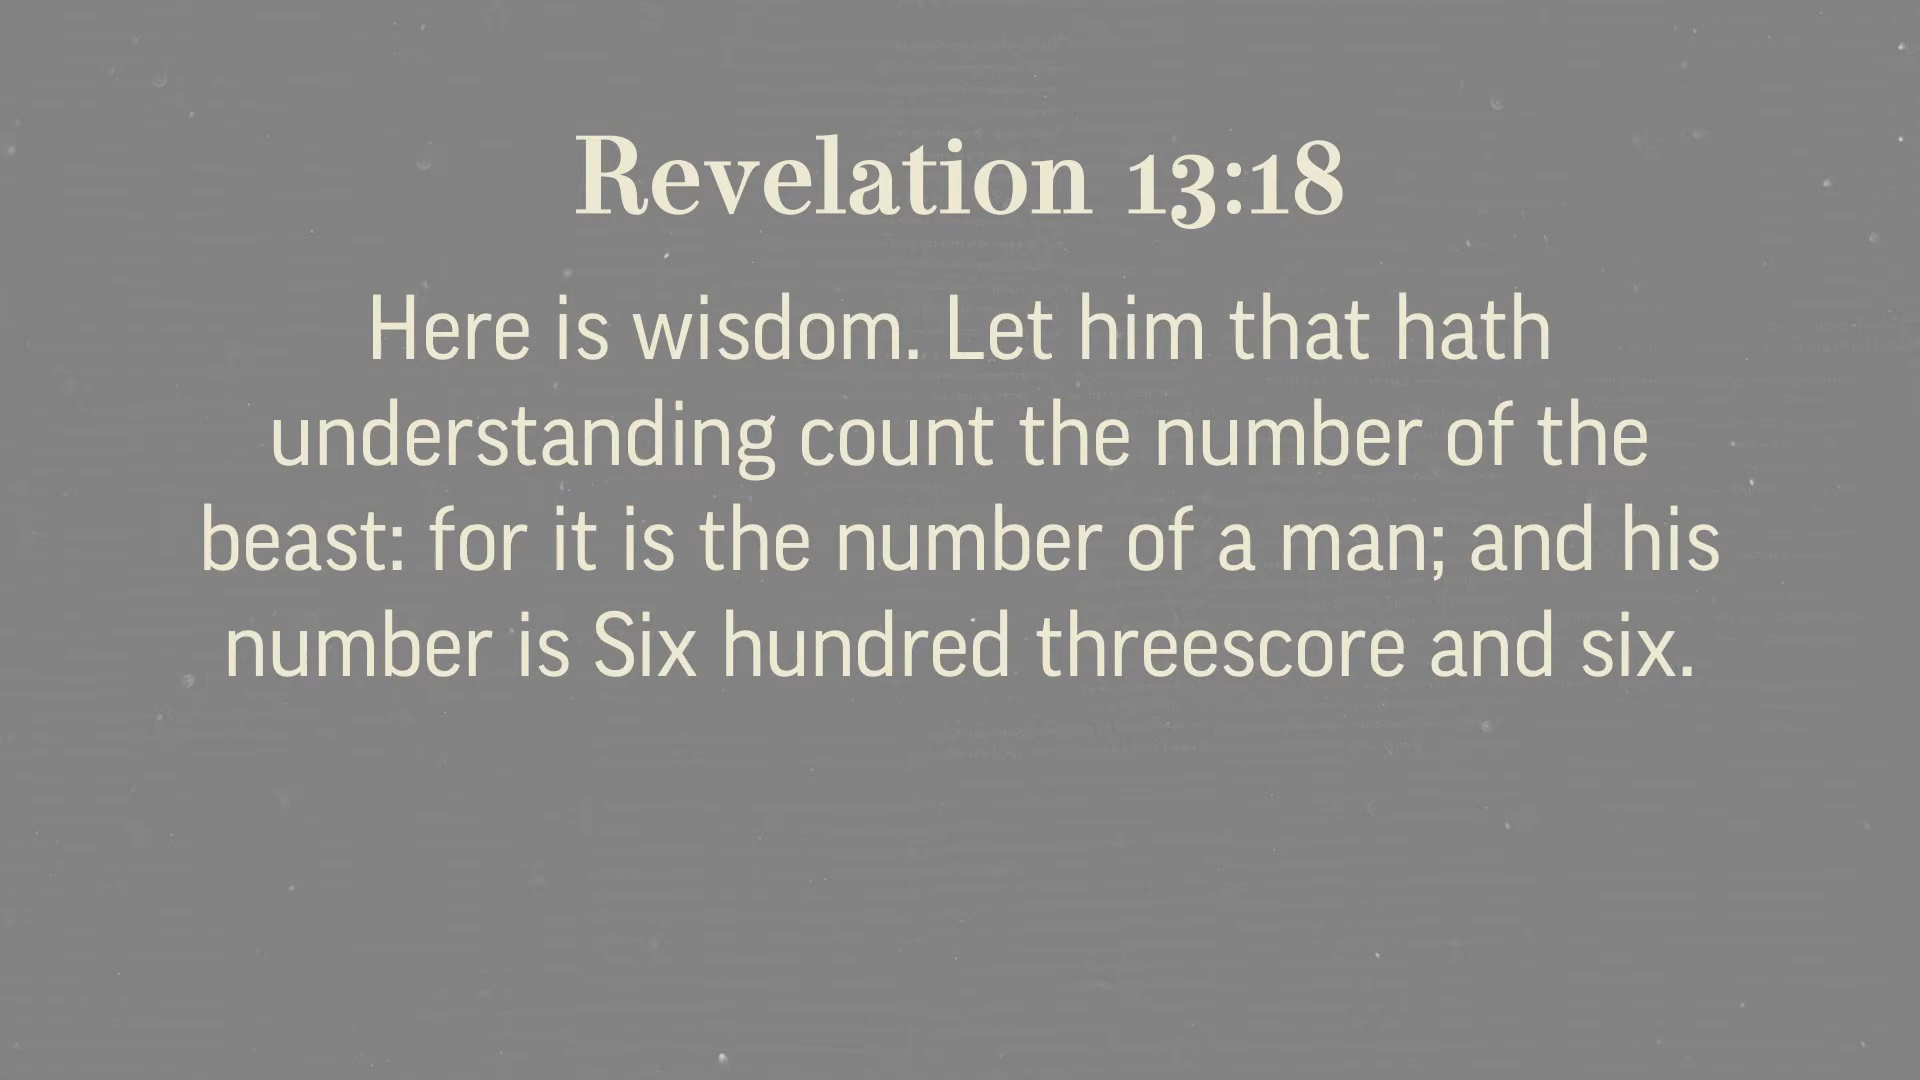 Revelation 13:18
Here is wisdom. Let him that hath
understanding count the number of the
beast: for it is the number of a man; and his
number is Six hundred threescore and six.